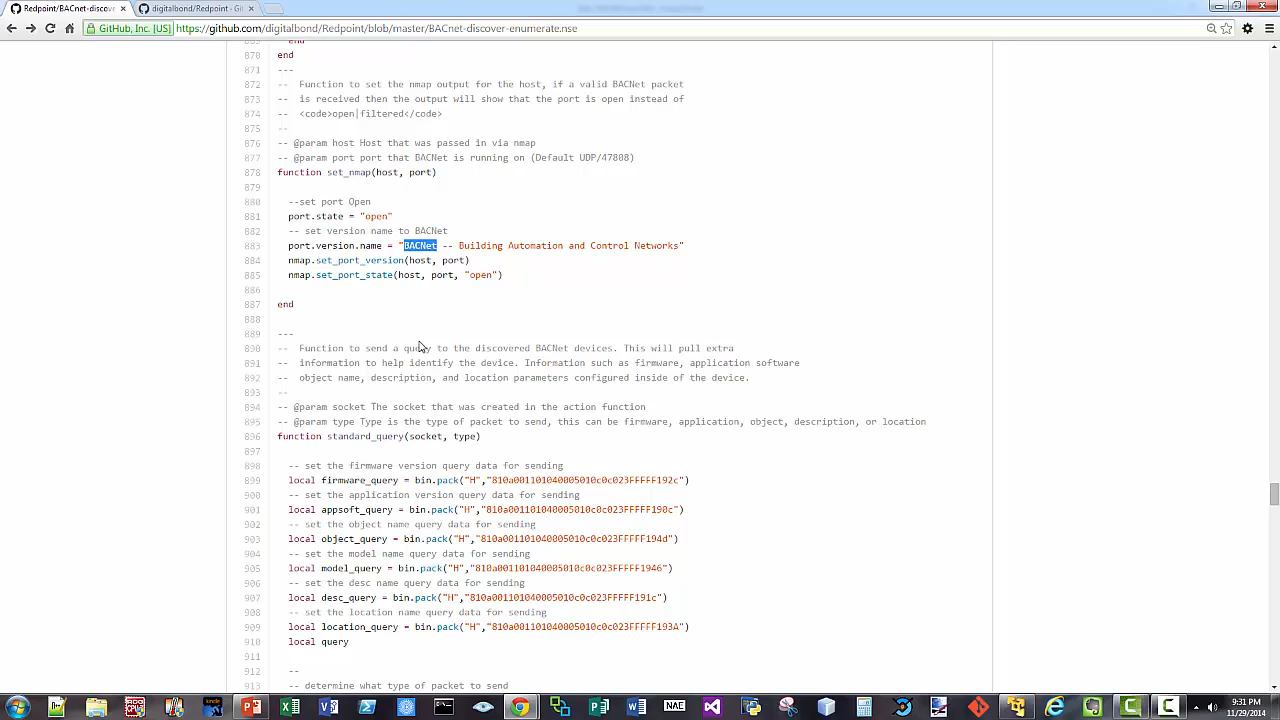 Redpoint/BACnet-discov
digitalbond/Redpoint · Git
GitHub, Inc. [US]
https://github.com/digitalbond/Redpoint/blob/master/BACnet-discover-enumerate.nse
869 end
870 end
871 ---
872 -- Function to set the nmap output for the host, if a valid BACNet packet
873 -- is received then the output will show that the port is open instead of
874 -- <code>open|filtered</code>
875 --
876 -- @param host Host that was passed in via nmap
877 -- @param port port that BACNet is running on (Default UDP/47808)
878 function set_nmap(host, port)
879
880 --set port Open
881 port.state = "open"
882 -- set version name to BACNet
883 port.version.name = "BACNet -- Building Automation and Control Networks"
884 nmap.set_port_version(host, port)
885 nmap.set_port_state(host, port, "open")
886
887 end
888
889 ---
890 -- Function to send a query to the discovered BACNet devices. This will pull extra
891 -- information to help identify the device. Information such as firmware, application software
892 -- object name, description, and location parameters configured inside of the device.
893 --
894 -- @param socket The socket that was created in the action function
895 -- @param type Type is the type of packet to send, this can be firmware, application, object, description, or location
896 function standard_query(socket, type)
897
898 -- set the firmware version query data for sending
899 local firmware_query = bin.pack("H","810a001101040005010c0c023FFFFF192c")
900 -- set the application version query data for sending
901 local appsoft_query = bin.pack("H","810a001101040005010c0c023FFFFF190c")
902 -- set the object name query data for sending
903 local object_query = bin.pack("H","810a001101040005010c0c023FFFFF194d")
904 -- set the model name query data for sending
905 local model_query = bin.pack("H","810a001101040005010c0c023FFFFF1946")
906 -- set the desc name query data for sending
907 local desc_query = bin.pack("H","810a001101040005010c0c023FFFFF191c")
908 -- set the location name query data for sending
909 local location_query = bin.pack("H","810a001101040005010c0c023FFFFF193A")
910 local query
911
912 --
913 -- determine what type of packet to send
kindle
NAE
9:31 PM
11/29/2014